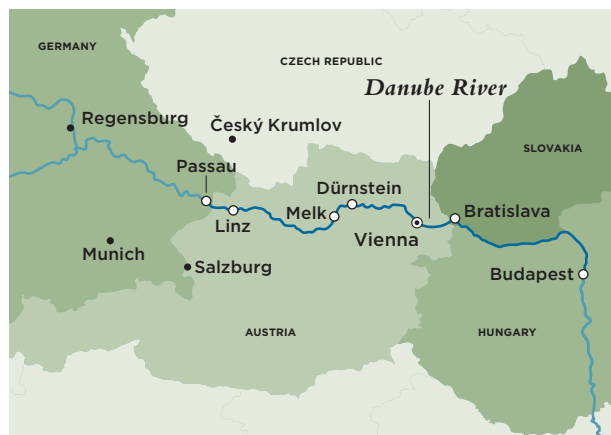 GERMANY
CZECH REPUBLIC
Danube River
Regensburg
Český Krumlov
SLOVAKIA
Passau
Dürnstein
Melk
Bratislava
Linz
Vienna
Munich
Salzburg
Budapest
AUSTRIA
HUNGARY